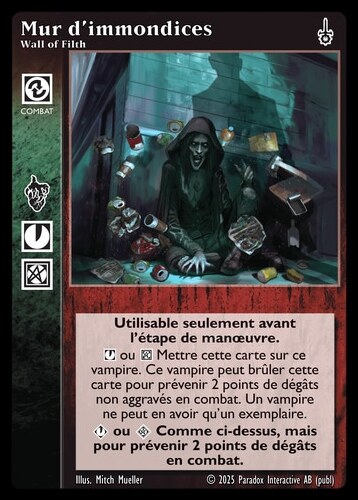 Mur d'immondices
Wall of Filth
COMBAT
Utilisable seulement avant
l'étape de manœuvre.
ou Mettre cette carte sur ce
vampire. Ce vampire peut brûler cette
carte pour prévenir 2 points de dégâts
non aggravés en combat. Un vampire
ne peut en avoir qu'un exemplaire.
ou Comme ci-dessus, mais
pour prévenir 2 points de dégâts
en combat.
Illus. Mitch Mueller
© 2025 Paradox Interactive AB (publ)